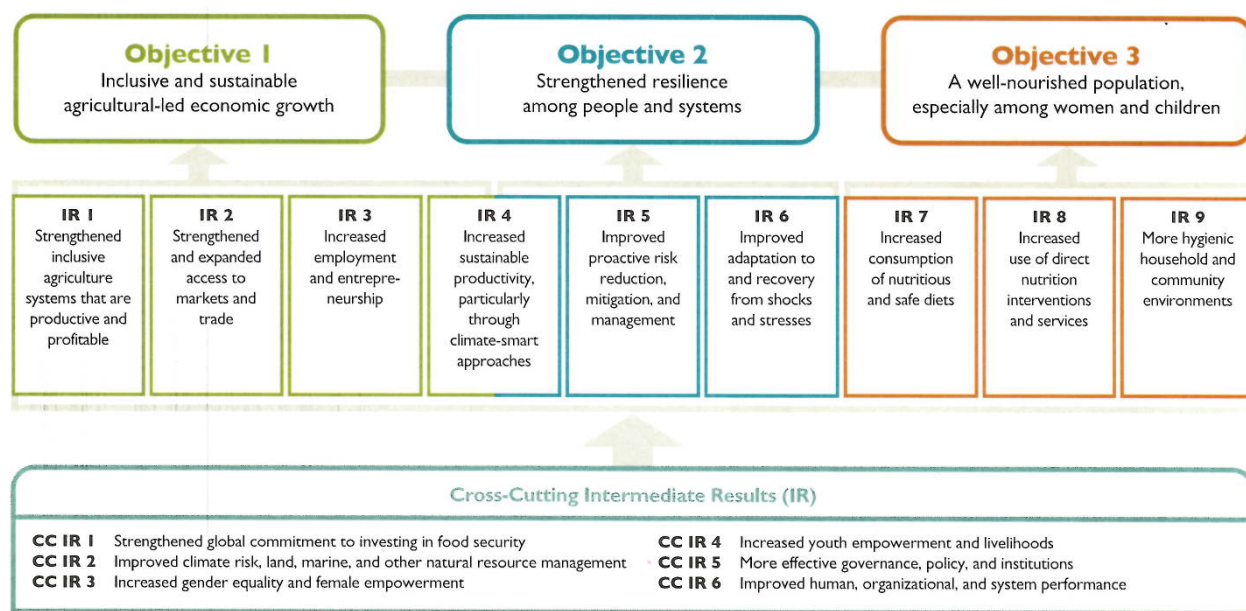 Objective 1
Inclusive and sustainable
agricultural-led economic growth
Objective 2
Strengthened resilience
among people and systems
Objective 3
A well-nourished population,
especially among women and children
IR 1
Strengthened
inclusive
agriculture
systems that are
productive and
profitable
IR 2
Strengthened
and expanded
access to
markets and
trade
IR 3
Increased
employment
and entrepre-
neurship
IR 4
Increased
sustainable
productivity,
particularly
through
climate-smart
approaches
IR 5
Improved
proactive risk
reduction,
mitigation, and
management
IR 6
Improved
adaptation to
and recovery
from shocks
and stresses
IR 7
Increased
consumption
of nutritious
and safe diets
IR 8
Increased
use of direct
nutrition
interventions
and services
IR 9
More hygienic
household and
community
environments
Cross-Cutting Intermediate Results (IR)
CC IR 1 Strengthened global commitment to investing in food security
CC IR 2 Improved climate risk, land, marine, and other natural resource management
CC IR 3 Increased gender equality and female empowerment
CC IR 4 Increased youth empowerment and livelihoods
CC IR 5 More effective governance, policy, and institutions
CC IR 6 Improved human, organizational, and system performance